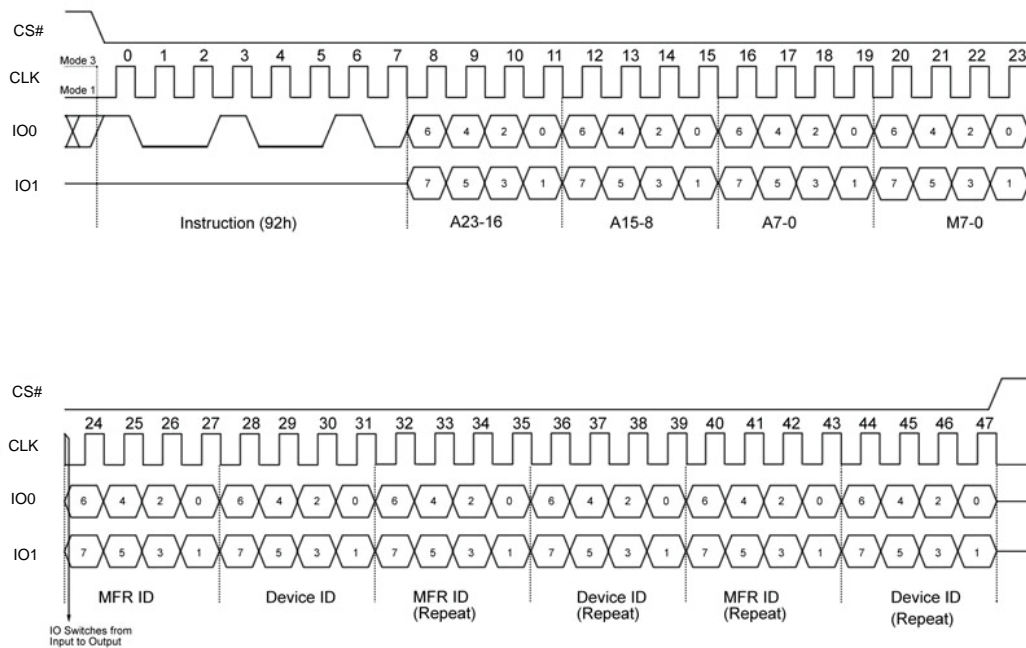 CS#
Mode 3
0 1 2 3 4 5 6 7 8 9 10 11 12 13 14 15 16 17 18 19 20 21 22 23
CLK
Mode 1
IO0
6 4 2 0 6 4 2 0 6 4 2 0 6 4 2 0
IO1
7 5 3 1 7 5 3 1 7 5 3 1 7 5 3 1
Instruction (92h) A23-16 A15-8 A7-0 M7-0
CS#
24 25 26 27 28 29 30 31 32 33 34 35 36 37 38 39 40 41 42 43 44 45 46 47
CLK
IO0
6 4 2 0 6 4 2 0 6 4 2 0 6 4 2 0 6 4 2 0 6 4 2 0
IO1
7 5 3 1 7 5 3 1 7 5 3 1 7 5 3 1 7 5 3 1 7 5 3 1
MFR ID Device ID MFR ID Device ID MFR ID Device ID
(Repeat) (Repeat) (Repeat) (Repeat)
IO Switches from
Input to Output